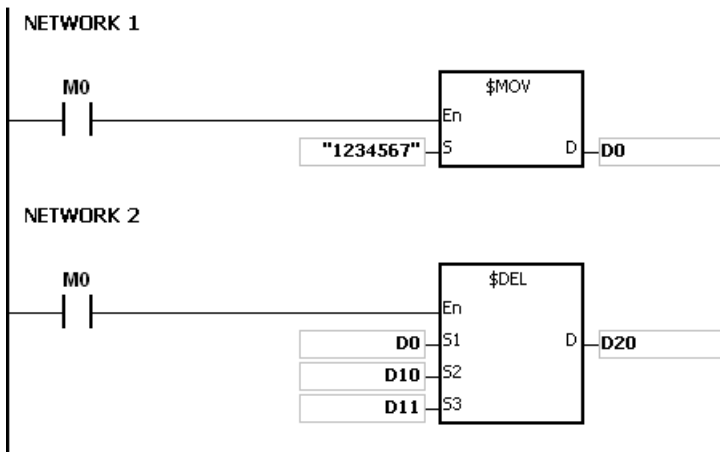 NETWORK 1
M0
$MOV
En
"1234567" S D D0
NETWORK 2
M0
$DEL
En
D0 S1 D D20
D10 S2
D11 S3